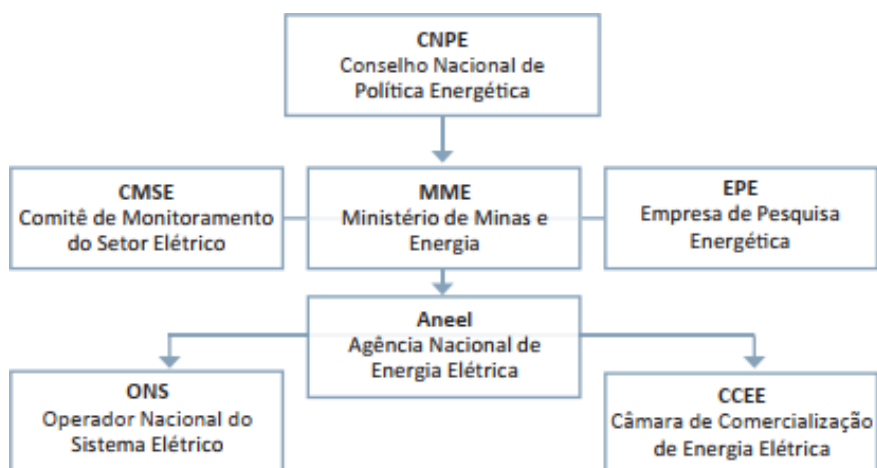 CNPE
Conselho Nacional de
Política Energética
CMSE
Comitê de Monitoramento
do Setor Elétrico
MME
Ministério de Minas e
Energia
EPE
Empresa de Pesquisa
Energética
Aneel
Agência Nacional de
Energia Elétrica
ONS
Operador Nacional do
Sistema Elétrico
CCEE
Câmara de Comercialização
de Energia Elétrica